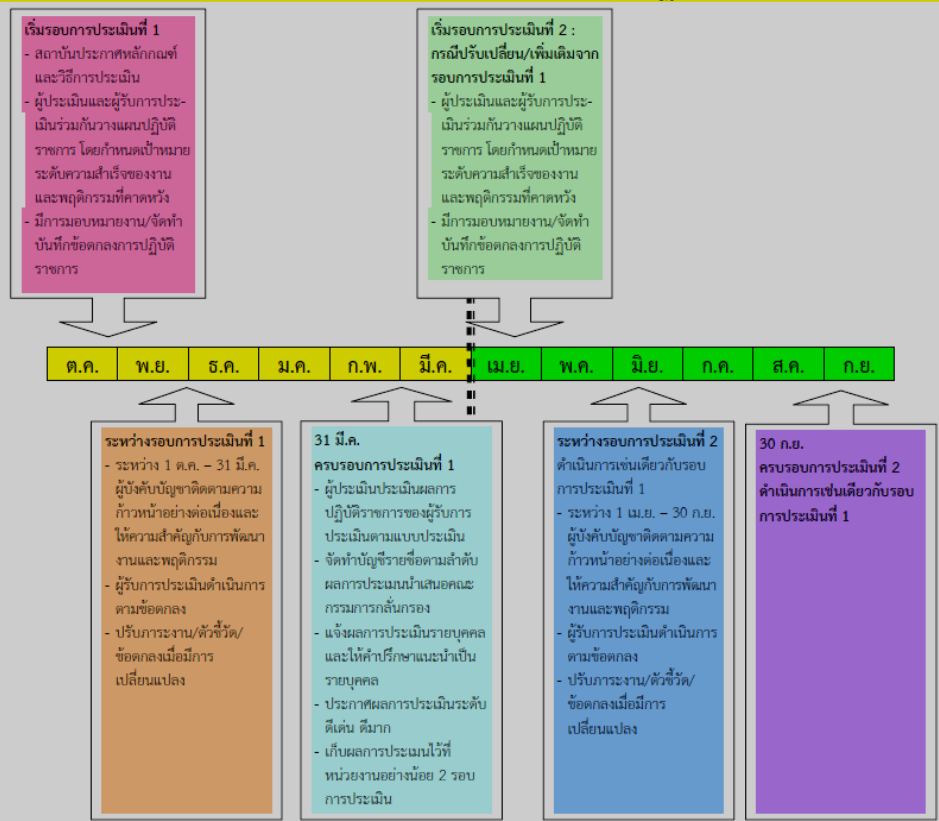 เริ่มรอบการประเมินที่ 1
- สถาบันประกาศหลักกณฑ์
และวิธีการประเมิน
- ผู้ประเมินและผู้รับการประ-
เมินร่วมกันวางแผนปฏิบัติ
ราชการ โดยกำหนดเป้าหมาย
ระดับความสำเร็จของงาน
และพฤติกรรมที่คาดหวัง
- มีการมอบหมายงาน/จัดทำ
บันทึกข้อตกลงการปฏิบัติ
ราชการ
เริ่มรอบการประเมินที่ 2 :
กรณีปรับเปลี่ยน/เพิ่มเติมจาก
รอบการประเมินที่ 1
- ผู้ประเมินและผู้รับการประ-
เมินร่วมกันวางแผนปฏิบัติ
ราชการ โดยกำหนดเป้าหมาย
ระดับความสำเร็จของงาน
และพฤติกรรมที่คาดหวัง
- มีการมอบหมายงาน/จัดทำ
บันทึกข้อตกลงการปฏิบัติ
ราชการ
ต.ค. พ.ย. ธ.ค. ม.ค. ก.พ. มี.ค. เม.ย. พ.ค. มิ.ย. ก.ค. ส.ค. ก.ย.
ระหว่างรอบการประเมินที่ 1
- ระหว่าง 1 ต.ค. – 31 มี.ค.
ผู้บังคับบัญชาติดตามความ
ก้าวหน้าอย่างต่อเนื่องและ
ให้ความสำคัญกับการพัฒนา
งานและพฤติกรรม
- ผู้รับการประเมินดำเนินการ
ตามข้อตกลง
- ปรับภาระงาน/ตัวชี้วัด/
ข้อตกลงเมื่อมีการ
เปลี่ยนแปลง
31 มี.ค.
ครบรอบการประเมินที่ 1
- ผู้ประเมินประเมินผลการ
ปฏิบัติราชการของผู้รับการ
ประเมินตามแบบประเมิน
- จัดทำบัญชีรายชื่อตามลำดับ
ผลการประเมนนำเสนอคณะ
กรรมการกลั่นกรอง
- แจ้งผลการประเมินรายบุคคล
และให้คำปรึกษาแนะนำเป็น
รายบุคคล
- ประกาศผลการประเมินระดับ
ดีเด่น ดีมาก
- เก็บผลการประเมนไว้ที่
หน่วยงานอย่างน้อย 2 รอบ
การประเมิน
ระหว่างรอบการประเมินที่ 2
ดำเนินการเช่นเดียวกับรอบ
การประเมินที่ 1
- ระหว่าง 1 เม.ย. – 30 ก.ย.
ผู้บังคับบัญชาติดตามความ
ก้าวหน้าอย่างต่อเนื่องและ
ให้ความสำคัญกับการพัฒนา
งานและพฤติกรรม
- ผู้รับการประเมินดำเนินการ
ตามข้อตกลง
- ปรับภาระงาน/ตัวชี้วัด/
ข้อตกลงเมื่อมีการ
เปลี่ยนแปลง
30 ก.ย.
ครบรอบการประเมินที่ 2
ดำเนินการเช่นเดียวกับรอบ
การประเมินที่ 1